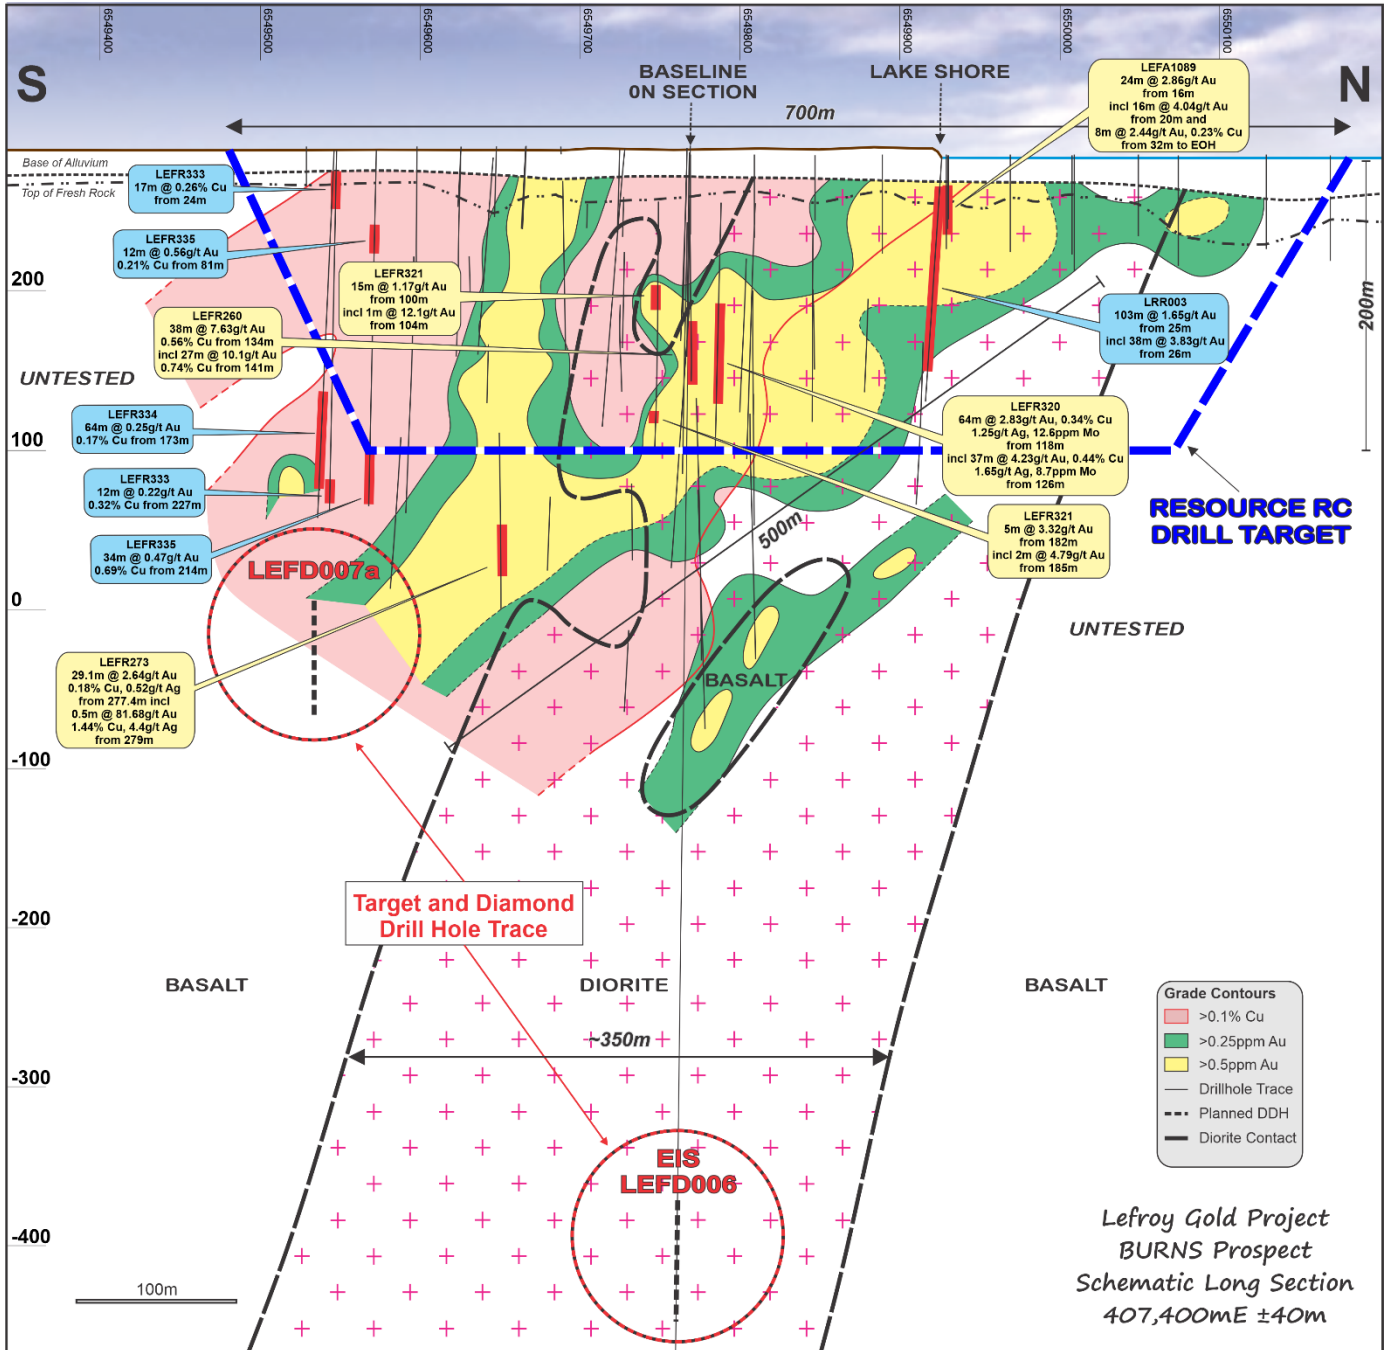 6549400
6549500
6549600
6549700
6549800
6549900
6550000
6550100
S
N
BASELINE
0N SECTION
LAKE SHORE
700m
LEFA1089
24m @ 2.86g/t Au
from 16m
incl 16m @ 4.04g/t Au
from 20m and
8m @ 2.44g/t Au, 0.23% Cu
from 32m to EOH
Base of Alluvium
Top of Fresh Rock
LEFR333
17m @ 0.26% Cu
from 24m
LEFR335
12m @ 0.56g/t Au
0.21% Cu from 81m
LEFR321
15m @ 1.17g/t Au
from 100m
incl 1m @ 12.1g/t Au
from 104m
200
200m
LEFR260
38m @ 7.63g/t Au
0.56% Cu from 134m
incl 27m @ 10.1g/t Au
0.74% Cu from 141m
LRR003
103m @ 1.65g/t Au
from 25m
incl 38m @ 3.83g/t Au
from 26m
UNTESTED
LEFR334
64m @ 0.25g/t Au
0.17% Cu from 173m
LEFR320
64m @ 2.83g/t Au, 0.34% Cu
1.25g/t Ag, 12.6ppm Mo
from 118m
incl 37m @ 4.23g/t Au, 0.44% Cu
1.65g/t Ag, 8.7ppm Mo
from 126m
100
LEFR333
12m @ 0.22g/t Au
0.32% Cu from 227m
RESOURCE RC
DRILL TARGET
LEFR321
5m @ 3.32g/t Au
from 182m
incl 2m @ 4.79g/t Au
from 185m
500m
LEFR335
34m @ 0.47g/t Au
0.69% Cu from 214m
LEFD007a
0
UNTESTED
LEFR273
29.1m @ 2.64g/t Au
0.18% Cu, 0.52g/t Ag
from 277.4m incl
0.5m @ 81.68g/t Au
1.44% Cu, 4.4g/t Ag
from 279m
BASALT
-100
Target and Diamond
Drill Hole Trace
-200
BASALT
DIORITE
BASALT
~350m
-300
Grade Contours
>0.1% Cu
>0.25ppm Au
>0.5ppm Au
Drillhole Trace
Planned DDH
Diorite Contact
EIS
LEFD006
-400
100m
Lefroy Gold Project
BURNS Prospect
Schematic Long Section
407,400mE ±40m